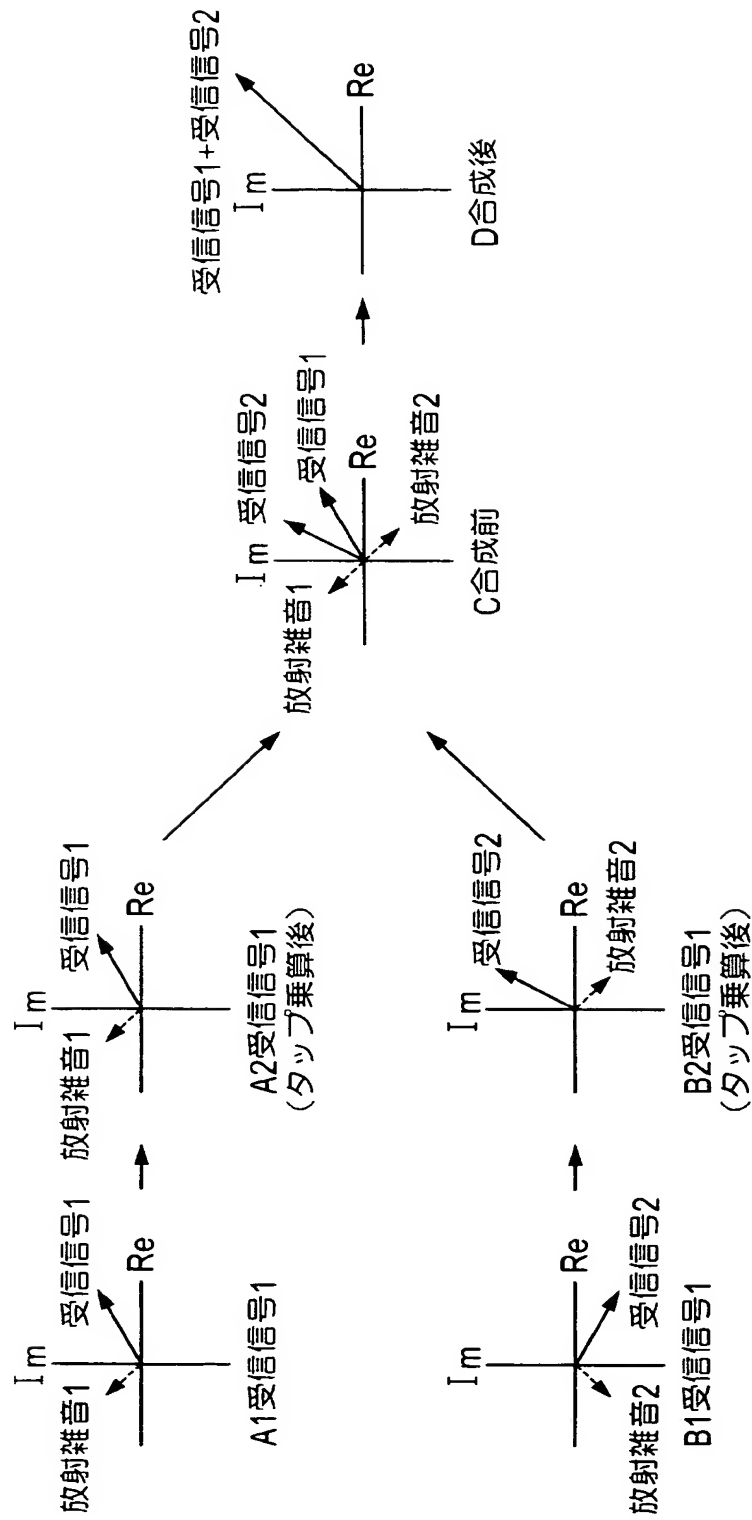 Im
放射雑音1
受信信号1
Re
A1受信信号1
Im
放射雑音1
受信信号1
Re
A2受信信号1
(タップ乗算後)
Im
Re
放射雑音2
受信信号2
B1受信信号1
Im
受信信号2
Re
放射雑音2
B2受信信号1
(タップ乗算後)
Im
受信信号2
受信信号1
放射雑音1
Re
放射雑音2
C合成前
受信信号1+受信信号2
Im
Re
D合成後